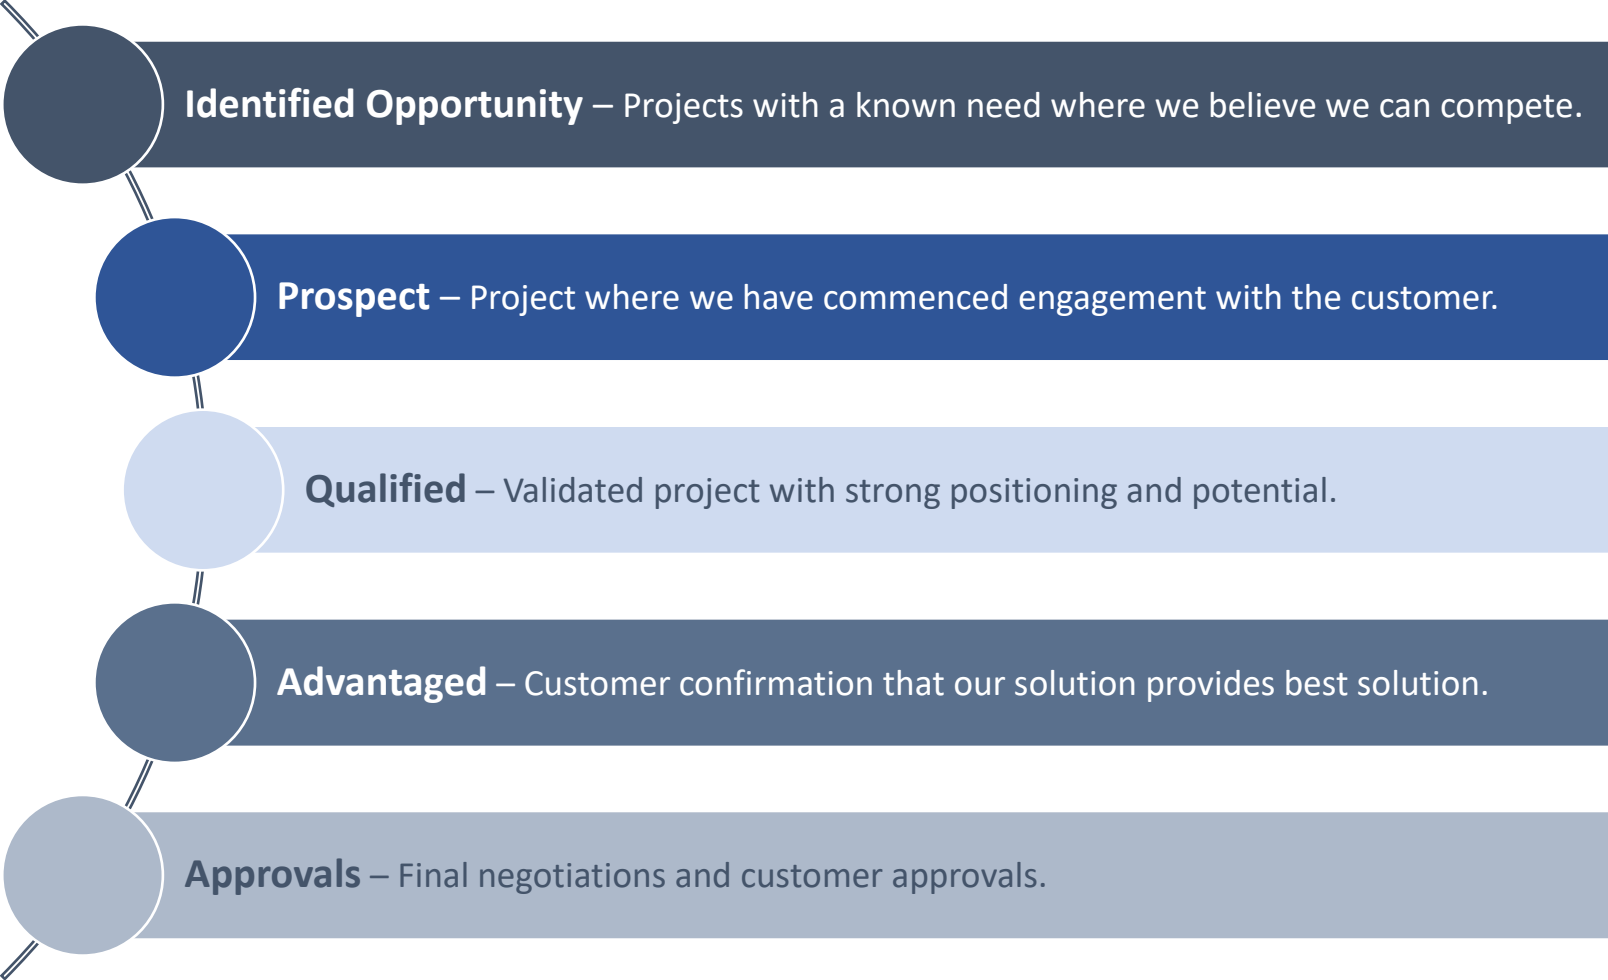 Identified Opportunity – Projects with a known need where we believe we can compete.
Prospect – Project where we have commenced engagement with the customer.
Qualified – Validated project with strong positioning and potential.
Advantaged – Customer confirmation that our solution provides best solution.
Approvals – Final negotiations and customer approvals.